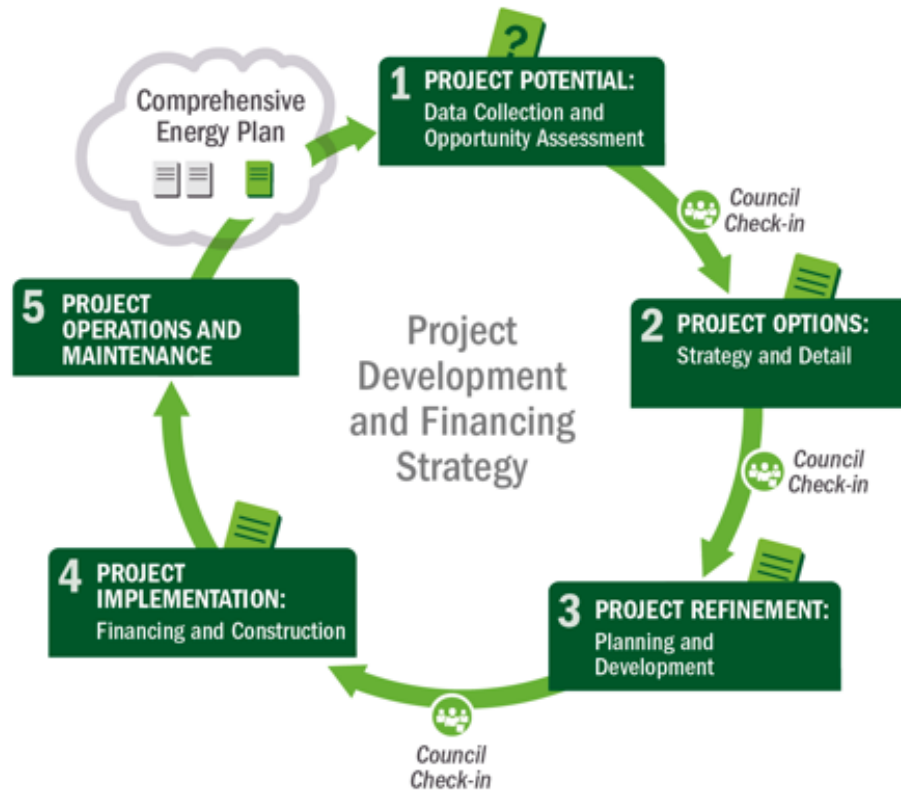 Comprehensive
Energy Plan
?
1 PROJECT POTENTIAL:
Data Collection and
Opportunity Assessment
Council
Check-in
2 PROJECT OPTIONS:
Strategy and Detail
Council
Check-in
3 PROJECT REFINEMENT:
Planning and
Development
Council
Check-in
4 PROJECT
IMPLEMENTATION:
Financing and Construction
5 PROJECT
OPERATIONS AND
MAINTENANCE
Project
Development
and Financing
Strategy